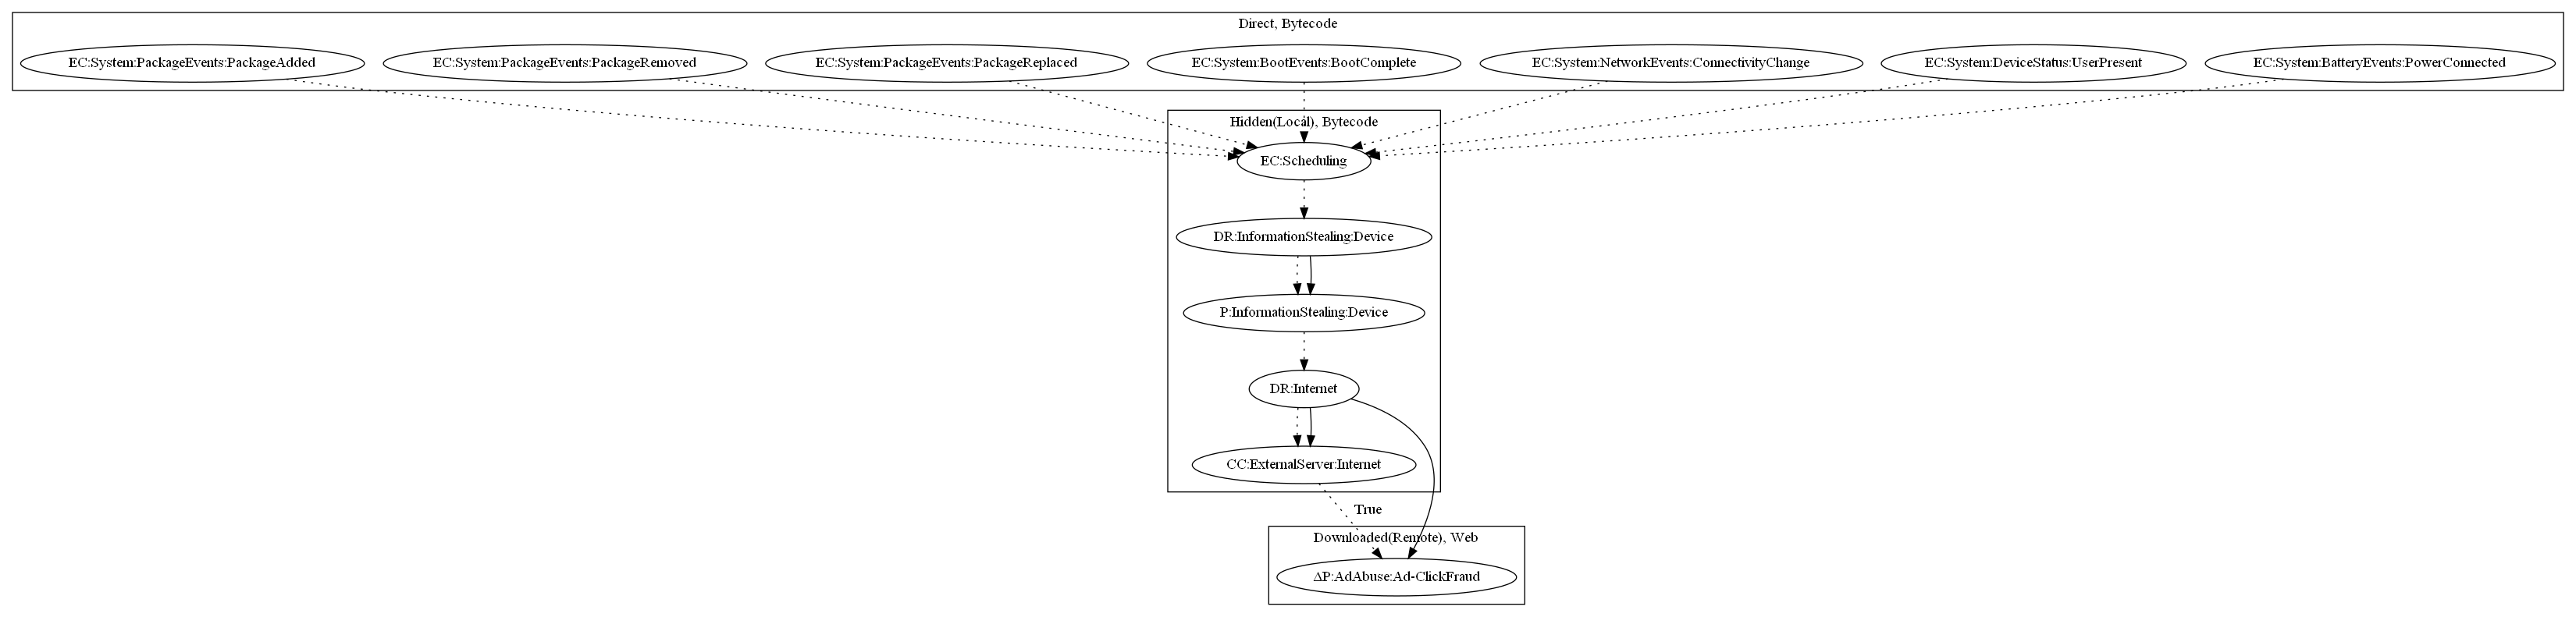 Direct, Bytecode
EC:System:PackageEvents:PackageAdded
EC:System:PackageEvents:PackageRemoved
EC:System:PackageEvents:PackageReplaced
EC:System:BootEvents:BootComplete
EC:System:NetworkEvents:ConnectivityChange
EC:System:DeviceStatus:UserPresent
EC:System:BatteryEvents:PowerConnected
Hidden(Local), Bytecode
EC:Scheduling
DR:InformationStealing:Device
P:InformationStealing:Device
DR:Internet
CC:ExternalServer:Internet
True
Downloaded(Remote), Web
ΔP:AdAbuse:Ad-ClickFraud